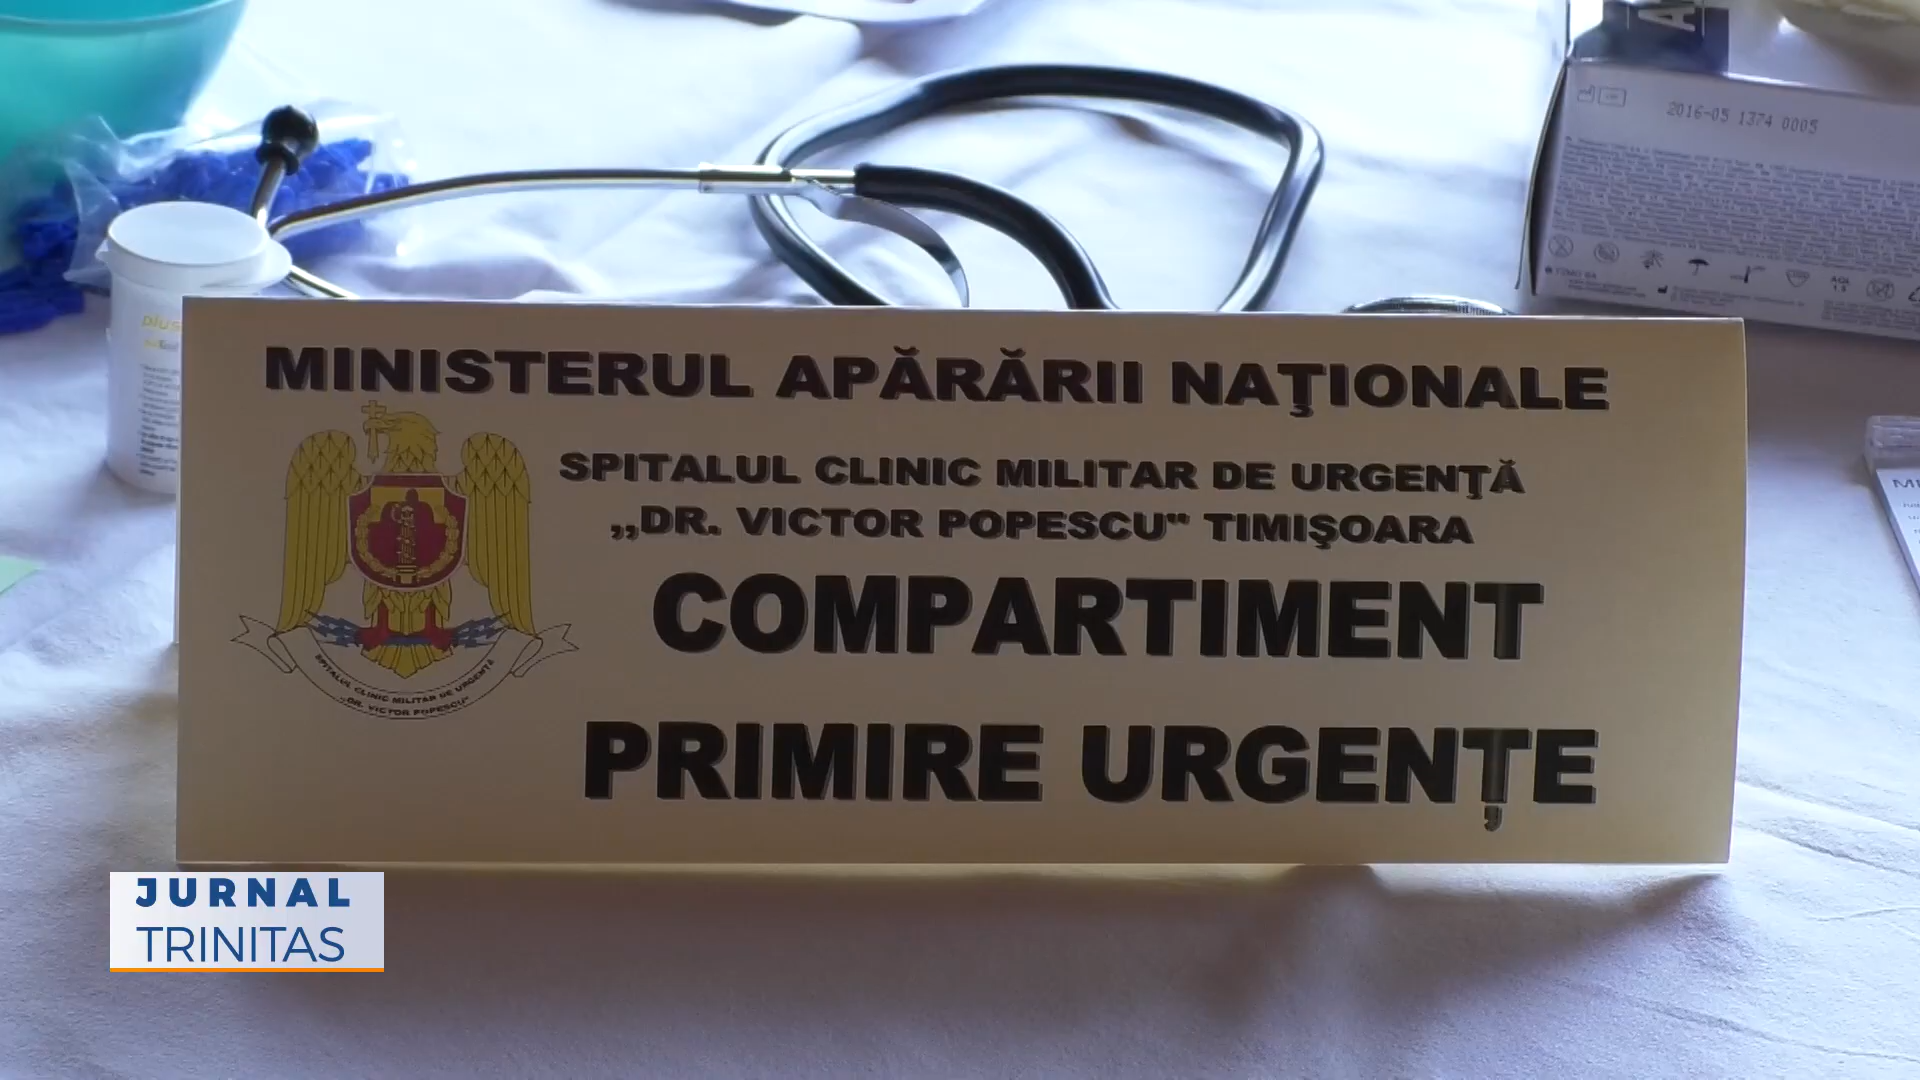 2016-05 1374 0005
plus
MINISTERUL APĂRĂRII NAŢIONALE
SPITALUL CLINIC MILITAR DE URGENŢĂ
,,DR. VICTOR POPESCU" TIMIŞOARA
COMPARTIMENT
PRIMIRE URGENȚE
SPITALUL CLINIC MILITAR DE URGENȚĂ
„DR. VICTOR POPESCU"
JURNAL
TRINITAS